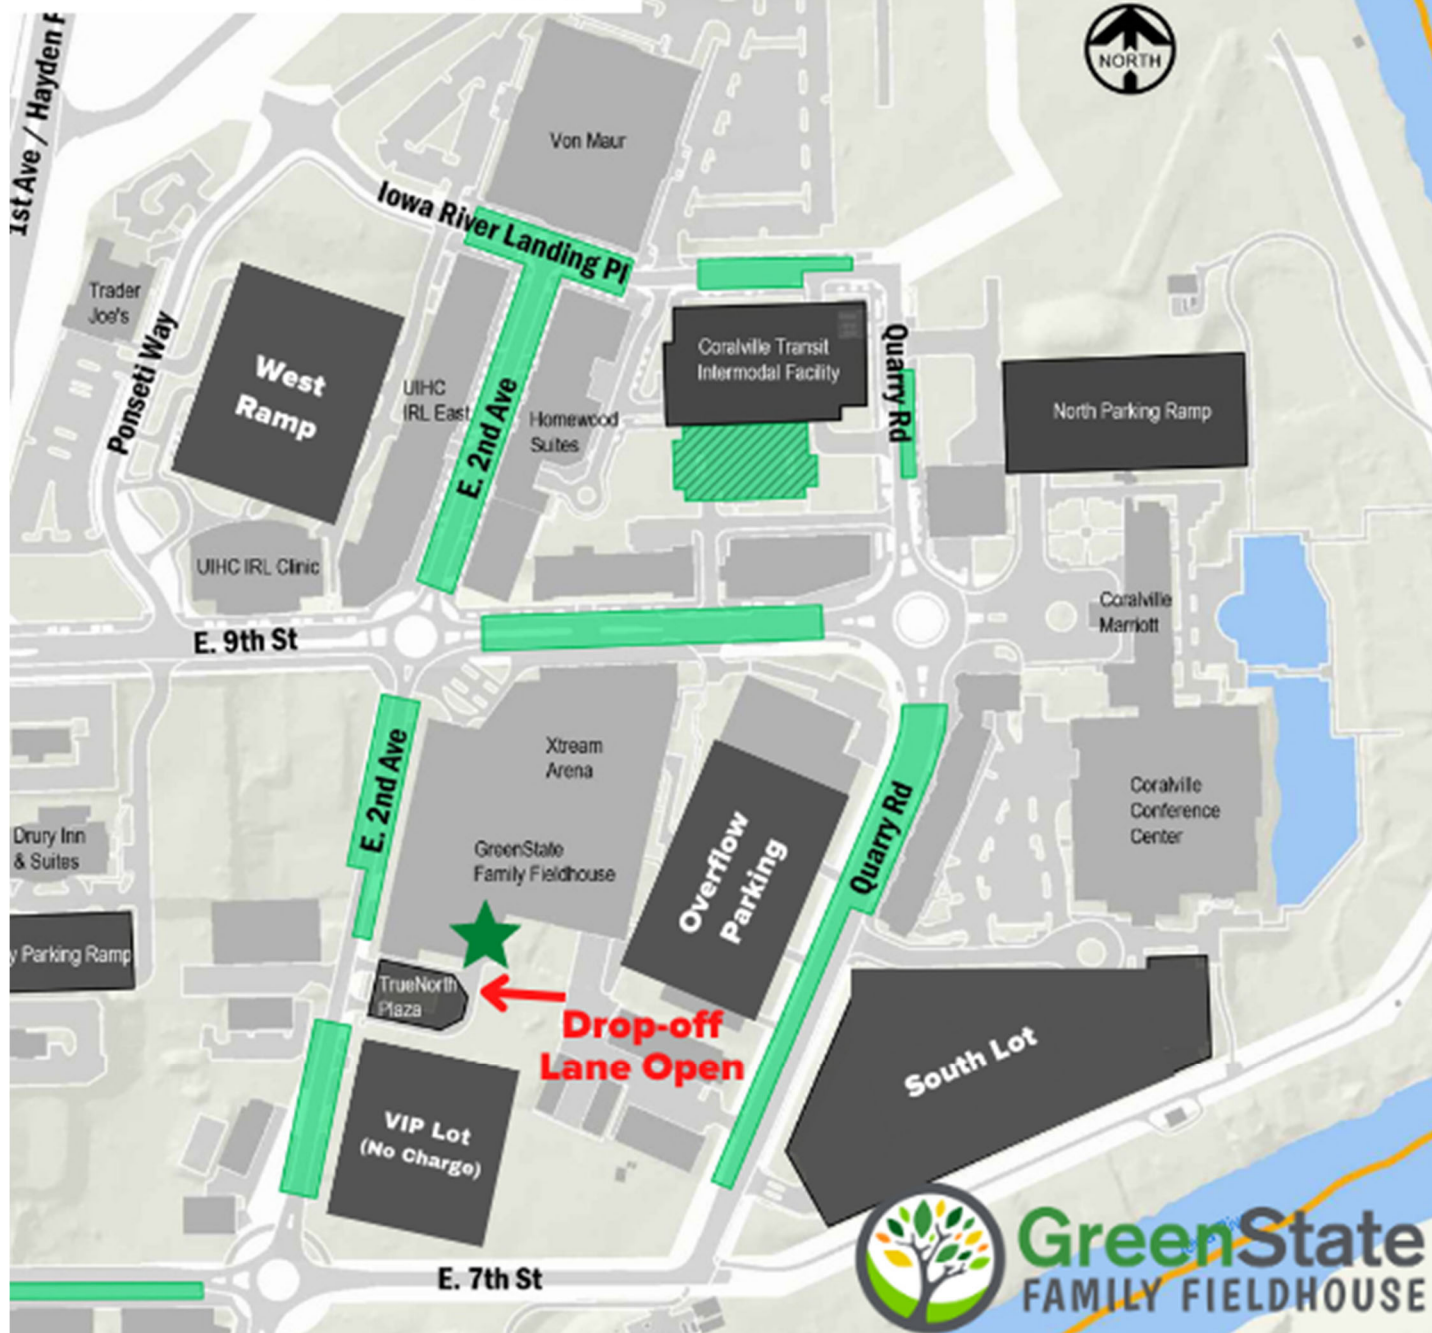 NORTH
1st Ave / Hayden F
Von Maur
Iowa River Landing Pl
Trader
Joe's
Ponseti Way
West
Ramp
UIHC
IRL East
E. 2nd Ave
Homewood
Suites
Coralville Transit
Intermodal Facility
Quarry Rd
North Parking Ramp
UIHC IRL Clinic
E. 9th St
Coralville
Marriott
E. 2nd Ave
Xtream
Arena
GreenState
Family Fieldhouse
Overflow
Parking
Quarry Rd
Coralville
Conference
Center
Drury Inn
& Suites
y Parking Ramp
TrueNorth
Plaza
Drop-off
Lane Open
South Lot
VIP Lot
(No Charge)
E. 7th St
GreenState
FAMILY FIELDHOUSE